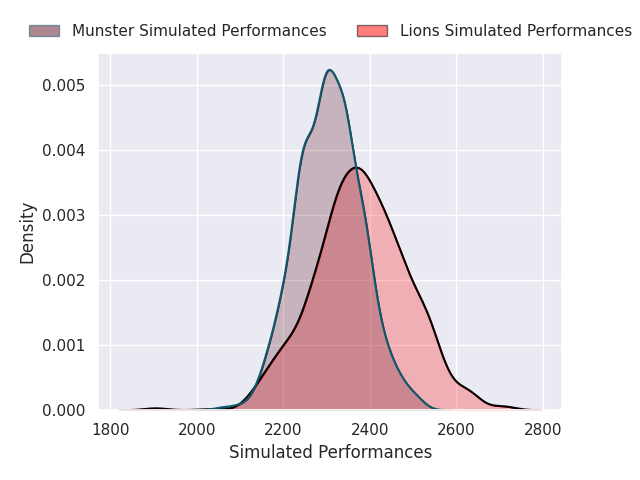 Munster Simulated Performances
Lions Simulated Performances
Density
0.005
0.004
0.003
0.002
0.001
0.000
1800 2000 2200 2400 2600 2800
Simulated Performances